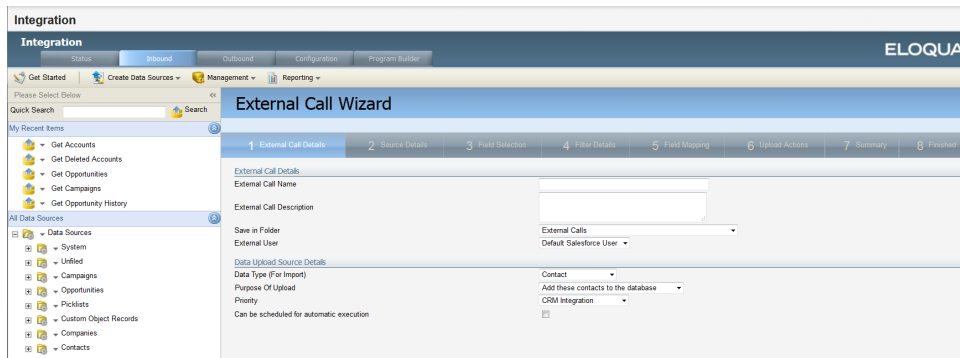 Integration
Integration
ELOQUA
Status Inbound Outbound Configuration Program Builder
Get Started Create Data Sources Management Reporting
Please Select Below
Quick Search Search
External Call Wizard
My Recent Items
Get Accounts
Get Deleted Accounts
Get Opportunities
Get Campaigns
Get Opportunity History
All Data Sources
Data Sources
System
Unfiled
Campaigns
Opportunities
Picklists
Custom Object Records
Companies
Contacts
1 External Call Details 2 Source Details 3 Field Selection 4 Filter Details 5 Field Mapping 6 Upload Actions 7 Summary 8 Finished
External Call Details
External Call Name
External Call Description
Save in Folder External Calls
External User Default Salesforce User
Data Upload Source Details
Data Type (For Import) Contact
Purpose Of Upload Add these contacts to the database
Priority CRM Integration
Can be scheduled for automatic execution